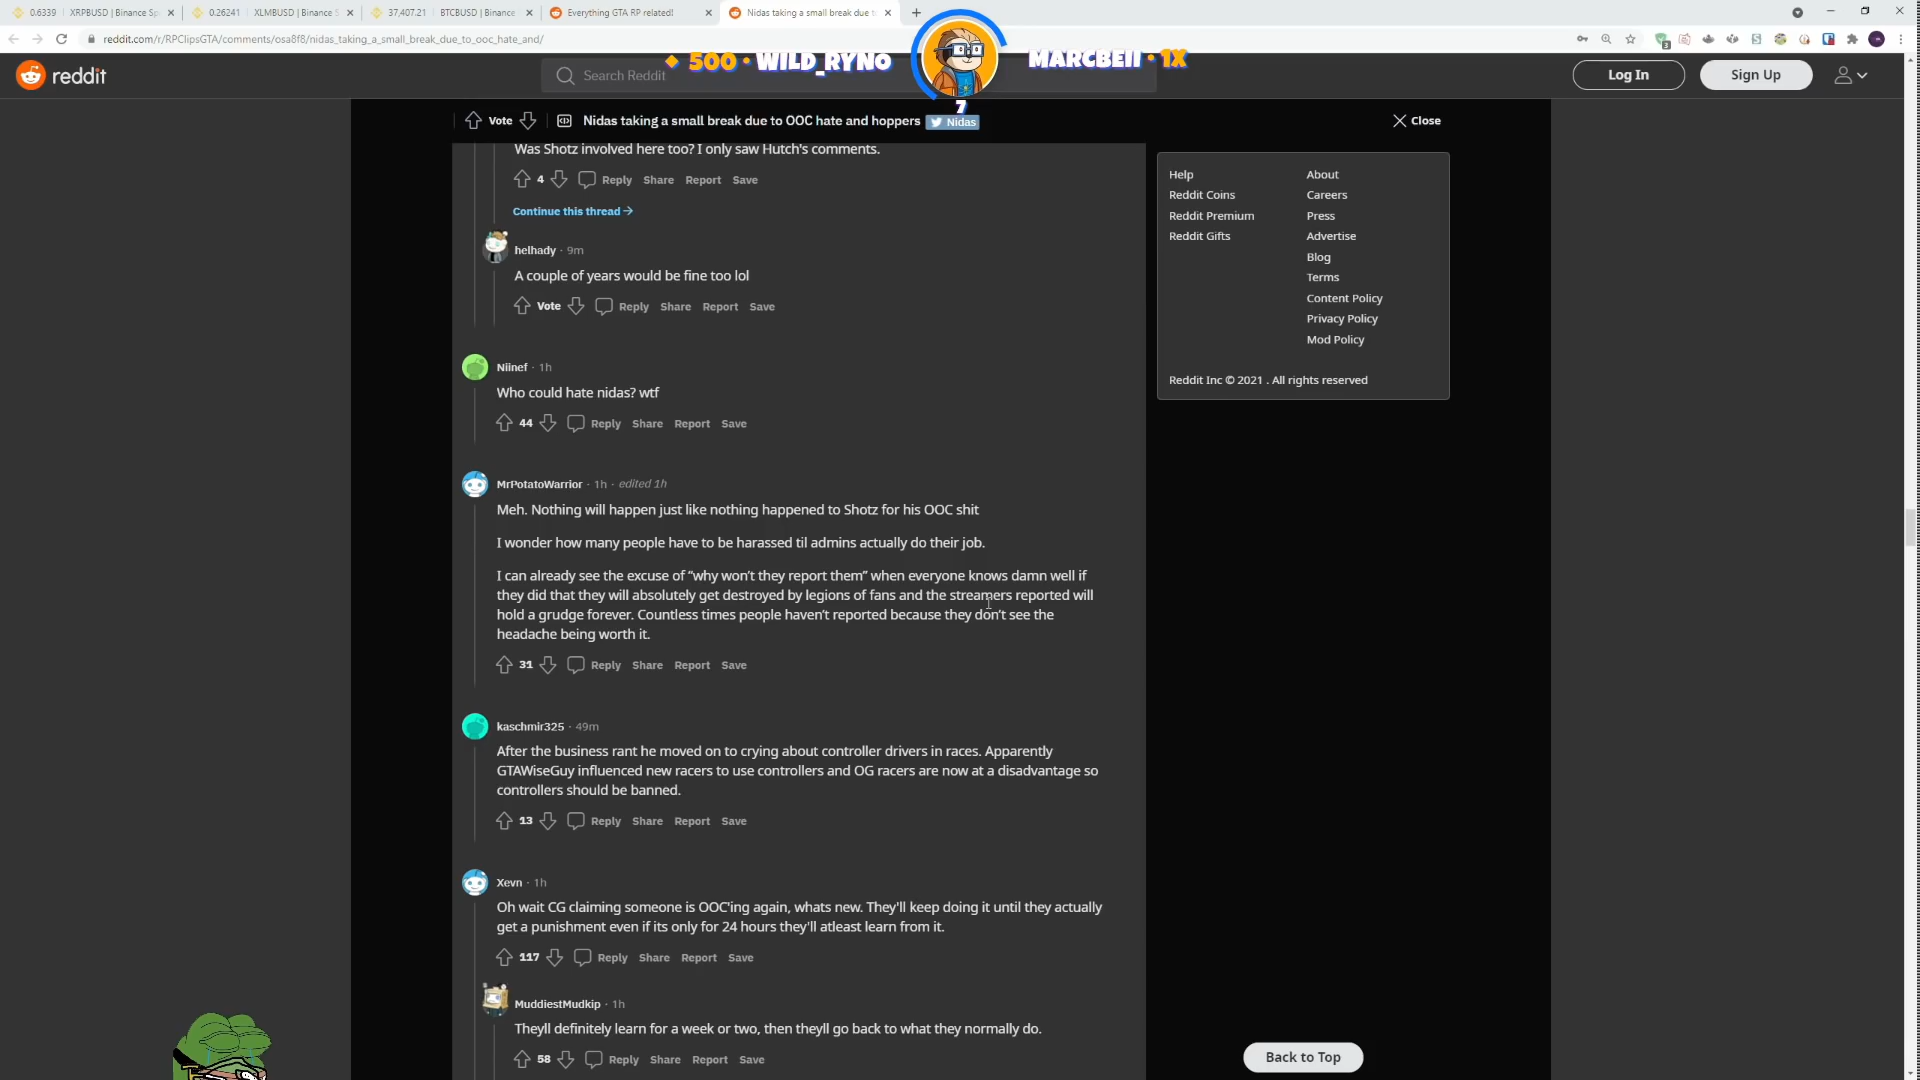 0.6339 XRPBUSD | Binance Sp
0.26241 XLMBUSD | Binance S
37,407.21 BTCBUSD | Binance
Everything GTA RP related!
Nidas taking a small break due to
reddit.com/r/RPClipsGTA/comments/osa8f8/nidas_taking_a_small_break_due_to_ooc_hate_and/
500 · WILD_RYNO
MARCBEII · 1X
7
reddit
Search Reddit
Log In
Sign Up
Vote
Nidas taking a small break due to OOC hate and hoppers Nidas
Close
Was Shotz involved here too? I only saw Hutch's comments.
4 Reply Share Report Save
Continue this thread
helhady · 9m
A couple of years would be fine too lol
Vote Reply Share Report Save
Niinef · 1h
Who could hate nidas? wtf
44 Reply Share Report Save
MrPotatoWarrior · 1h · edited 1h
Meh. Nothing will happen just like nothing happened to Shotz for his OOC shit
I wonder how many people have to be harassed til admins actually do their job.
I can already see the excuse of “why won’t they report them” when everyone knows damn well if
they did that they will absolutely get destroyed by legions of fans and the streamers reported will
hold a grudge forever. Countless times people haven’t reported because they don’t see the
headache being worth it.
31 Reply Share Report Save
kaschmir325 · 49m
After the business rant he moved on to crying about controller drivers in races. Apparently
GTAWiseGuy influenced new racers to use controllers and OG racers are now at a disadvantage so
controllers should be banned.
13 Reply Share Report Save
Xevn · 1h
Oh wait CG claiming someone is OOC'ing again, whats new. They'll keep doing it until they actually
get a punishment even if its only for 24 hours they'll atleast learn from it.
117 Reply Share Report Save
MuddiestMudkip · 1h
Theyll definitely learn for a week or two, then theyll go back to what they normally do.
58 Reply Share Report Save
Help
About
Reddit Coins
Careers
Reddit Premium
Press
Reddit Gifts
Advertise
Blog
Terms
Content Policy
Privacy Policy
Mod Policy
Reddit Inc © 2021 . All rights reserved
Back to Top